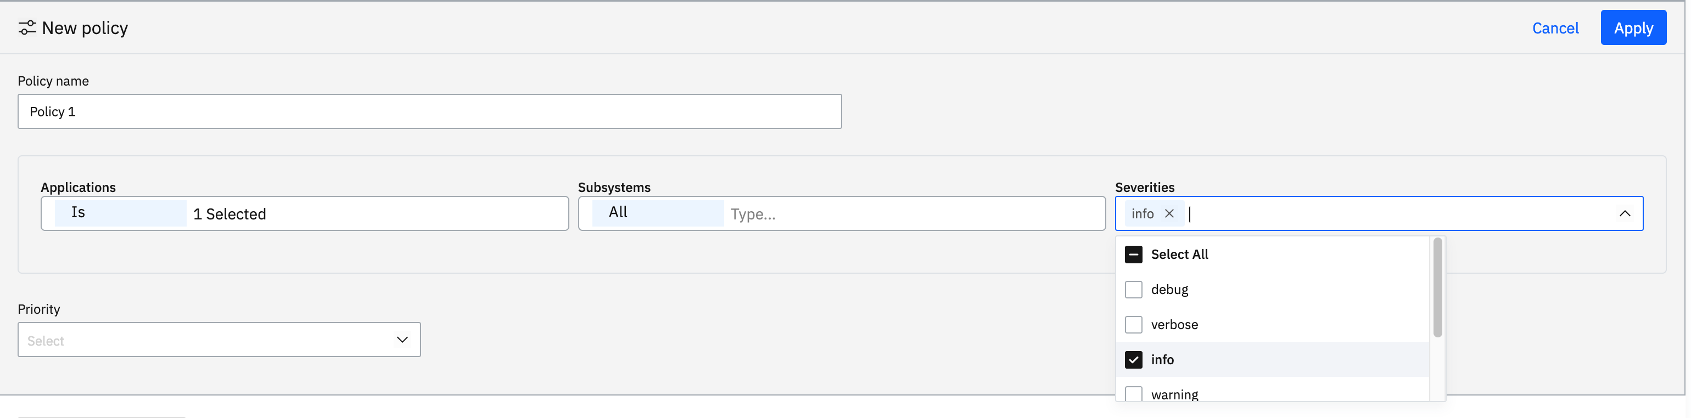 New policy
Cancel
Apply
Policy name
Policy 1
Applications
Subsystems
Severities
Is
1 Selected
All
Type...
info
Select All
debug
verbose
info
warning
Priority
Select